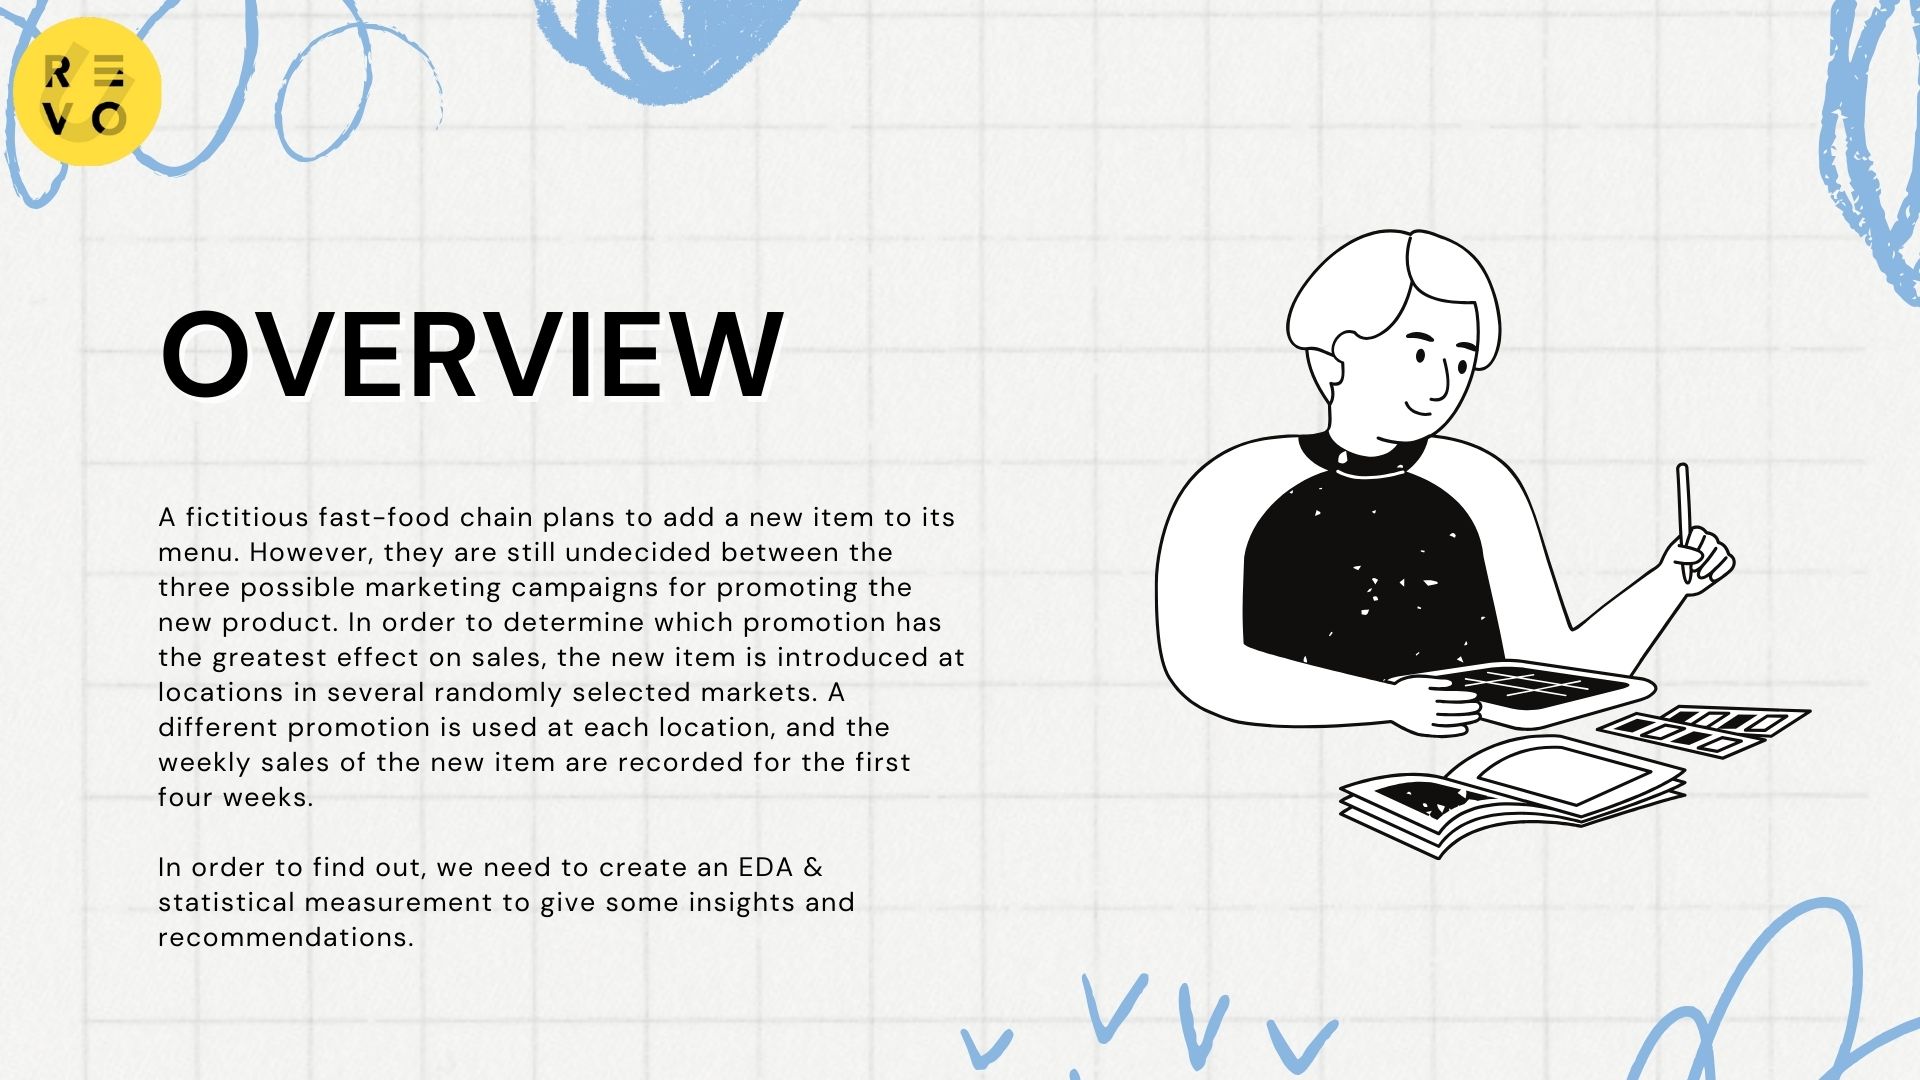 RE
VO
OVERVIEW
A fictitious fast-food chain plans to add a new item to its
menu. However, they are still undecided between the
three possible marketing campaigns for promoting the
new product. In order to determine which promotion has
the greatest effect on sales, the new item is introduced at
locations in several randomly selected markets. A
different promotion is used at each location, and the
weekly sales of the new item are recorded for the first
four weeks.
In order to find out, we need to create an EDA &
statistical measurement to give some insights and
recommendations.